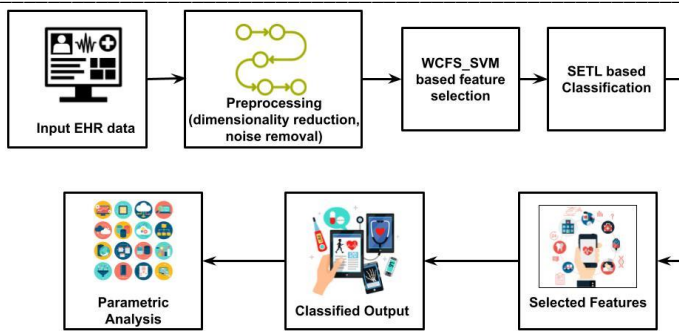 Input EHR data
Preprocessing
(dimensionality reduction,
noise removal)
WCFS_SVM
based feature
selection
SETL based
Classification
Parametric
Analysis
Classified Output
Selected Features